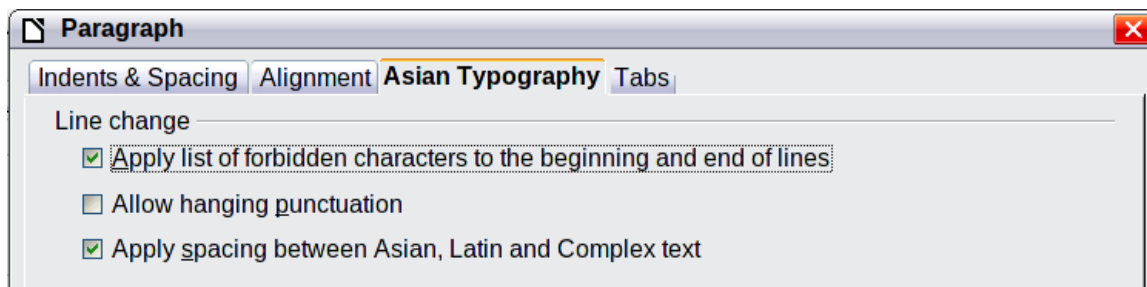 Paragraph
Indents & Spacing Alignment Asian Typography Tabs
Line change
Apply list of forbidden characters to the beginning and end of lines
Allow hanging punctuation
Apply spacing between Asian, Latin and Complex text